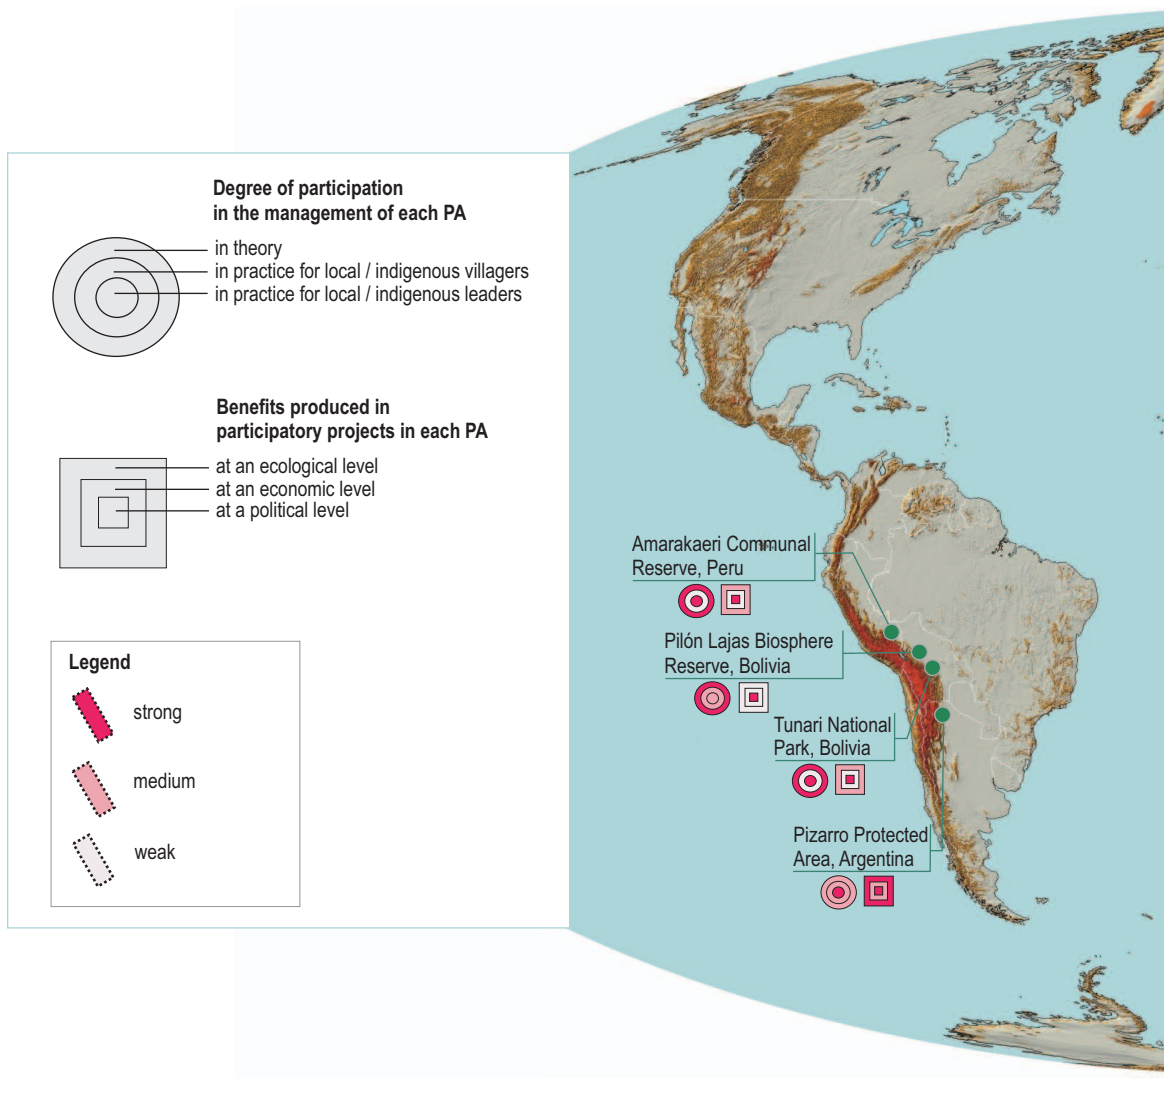 Degree of participation
in the management of each PA
in theory
in practice for local / indigenous villagers
in practice for local / indigenous leaders
Benefits produced in
participatory projects in each PA
at an ecological level
at an economic level
at a political level
Legend
strong
medium
weak
Amarakaeri Communal
Reserve, Peru
Pilón Lajas Biosphere
Reserve, Bolivia
Tunari National
Park, Bolivia
Pizarro Protected
Area, Argentina